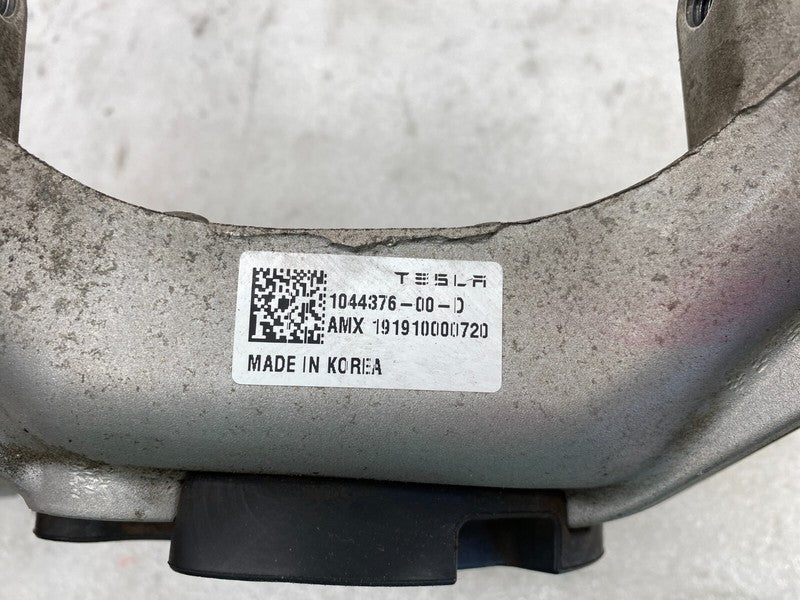 TESLA
1044376-00-D
AMX 191910000720
MADE IN KOREA